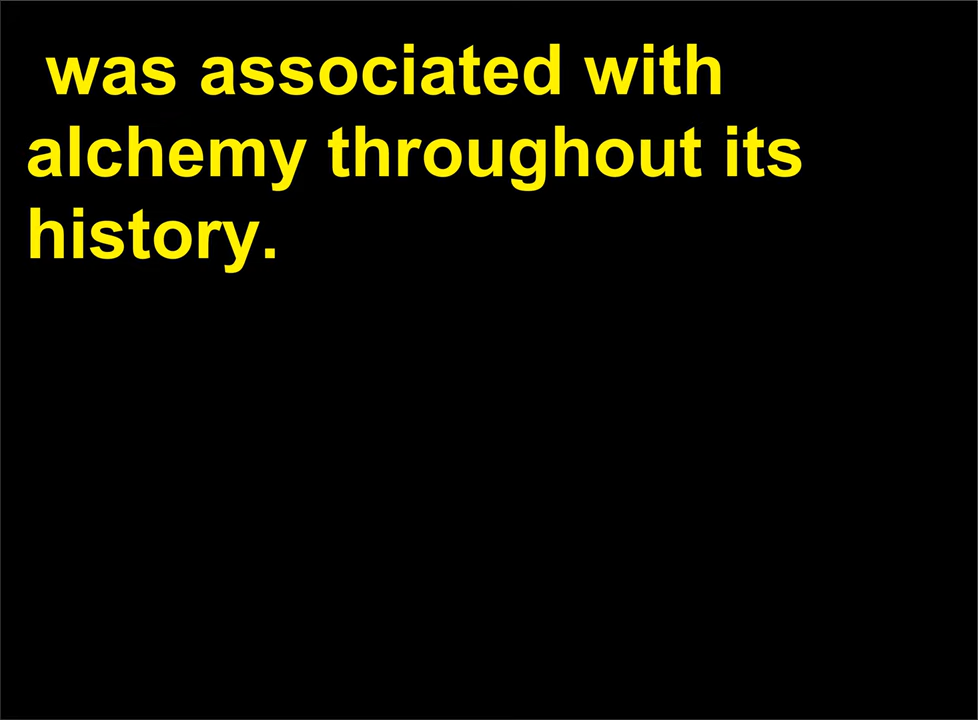 was associated with
alchemy throughout its
history.